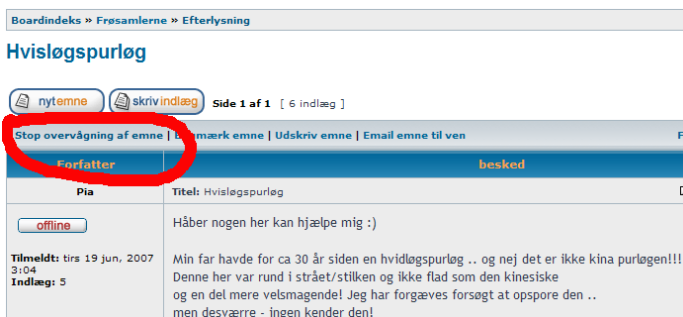 Boardindeks » Frøsamlerne » Efterlysning
Hvisløgspurløg
nytemne skrivindlæg Side 1 af 1 [ 6 indlæg ]
Stop overvågning af emne | Bogmærk emne | Udskriv emne | Email emne til ven
Forfatter besked
Pia Titel: Hvisløgspurløg
offline Håber nogen her kan hjælpe mig :)
Tilmeldt: tirs 19 jun, 2007
3:04
Indlæg: 5
Min far havde for ca 30 år siden en hvidløgspurløg .. og nej det er ikke kina purløgen!!!
Denne her var rund i strået/stilken og ikke flad som den kinesiske
og en del mere velsmagende! Jeg har forgæves forsøgt at opspore den ..
men desværre - ingen kender den!